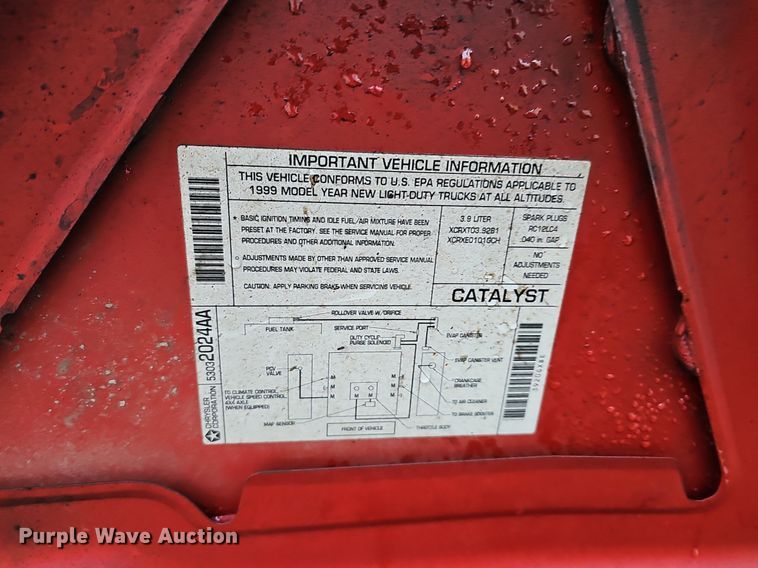 IMPORTANT VEHICLE INFORMATION
THIS VEHICLE CONFORMS TO U.S. EPA REGULATIONS APPLICABLE TO
1999 MODEL YEAR NEW LIGHT-DUTY TRUCKS AT ALL ALTITUDES.
* BASIC IGNITION TIMING AND IDLE FUEL/AIR MIXTURE HAVE BEEN
PRESET AT THE FACTORY. SEE THE SERVICE MANUAL FOR PROPER
PROCEDURES AND OTHER ADDITIONAL INFORMATION.
* ADJUSTMENTS MADE BY OTHER THAN APPROVED SERVICE MANUAL
PROCEDURES MAY VIOLATE FEDERAL AND STATE LAWS.
CAUTION: APPLY PARKING BRAKE WHEN SERVICING VEHICLE.
3.9 LITER
XCRXT03.92B1
XCRXE0101GCH
SPARK PLUGS
RC12LC4
.040 in. GAP
NO
ADJUSTMENTS
NEEDED
CATALYST
ROLLOVER VALVE W/ORIFICE
FUEL TANK
SERVICE PORT
DUTY CYCLE
PURGE SOLENOID
EVAP CANISTER
EVAP CANISTER VENT
PCV
VALVE
CRANKCASE
BREATHER
TO CLIMATE CONTROL,
VEHICLE SPEED CONTROL
4X4 AXLE
(WHEN EQUIPPED)
TO AIR CLEANER
TO BRAKE BOOSTER
MAP SENSOR
FRONT OF VEHICLE
THROTTLE BODY
CHRYSLER
CORPORATION
53032024AA
Purple Wave Auction